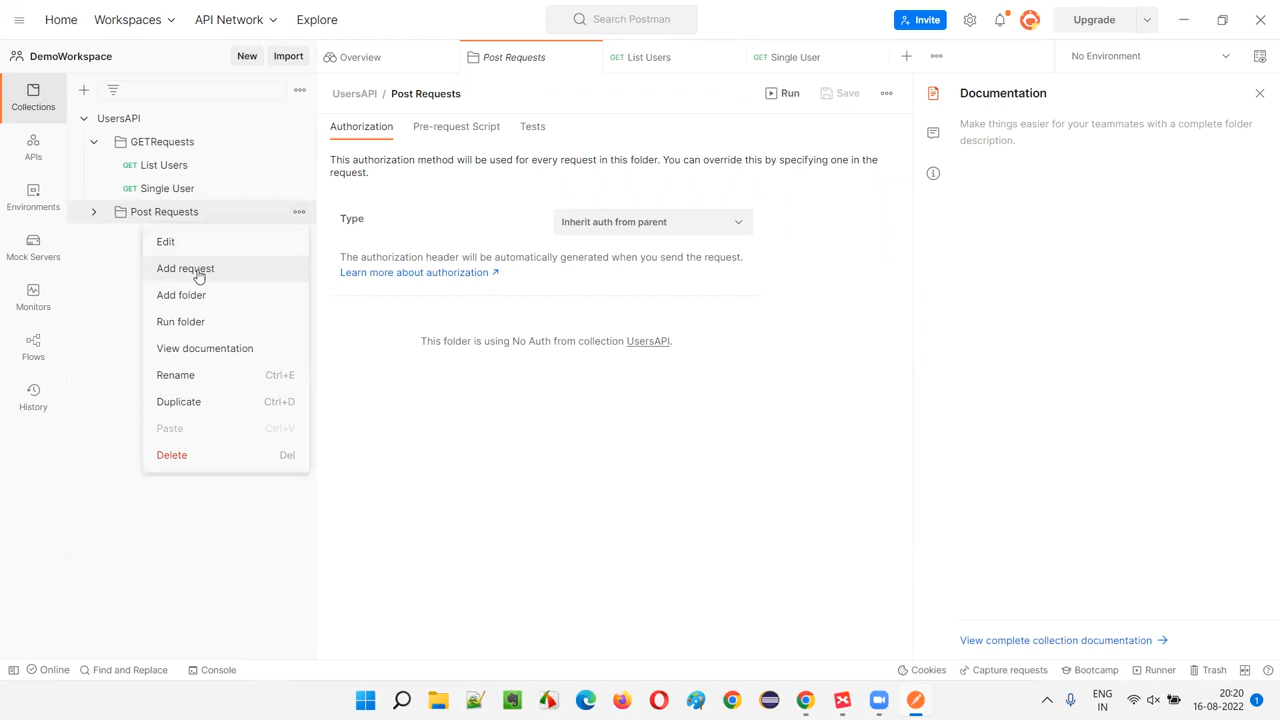 Home Workspaces API Network Explore Search Postman Invite Upgrade
DemoWorkspace New Import Overview Post Requests GET List Users GET Single User No Environment
Collections
APIs
Environments
Mock Servers
Monitors
Flows
History
UsersAPI
GETRequests
GET List Users
GET Single User
Post Requests
Edit
Add request
Add folder
Run folder
View documentation
Rename Ctrl+E
Duplicate Ctrl+D
Paste Ctrl+V
Delete Del
UsersAPI / Post Requests Run Save
Authorization Pre-request Script Tests
This authorization method will be used for every request in this folder. You can override this by specifying one in the
request.
Type Inherit auth from parent
The authorization header will be automatically generated when you send the request.
Learn more about authorization ↗
This folder is using No Auth from collection UsersAPI.
Documentation
Make things easier for your teammates with a complete folder
description.
View complete collection documentation →
Online Find and Replace Console Cookies Capture requests Bootcamp Runner Trash
ENG
IN
20:20
16-08-2022
1